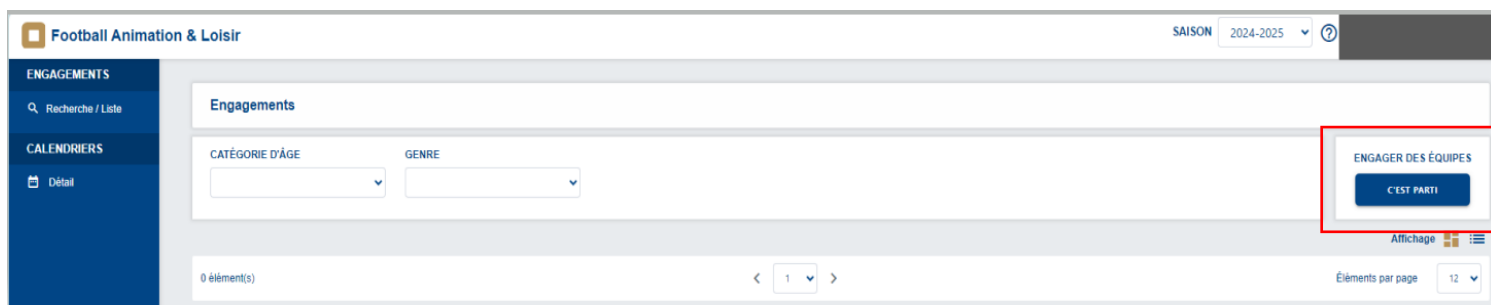 Football Animation & Loisir
SAISON 2024-2025
ENGAGEMENTS
Recherche / Liste
CALENDRIERS
Détail
Engagements
CATÉGORIE D'ÂGE GENRE
ENGAGER DES ÉQUIPES
C'EST PARTI
Affichage
0 élément(s) 1 Éléments par page 12